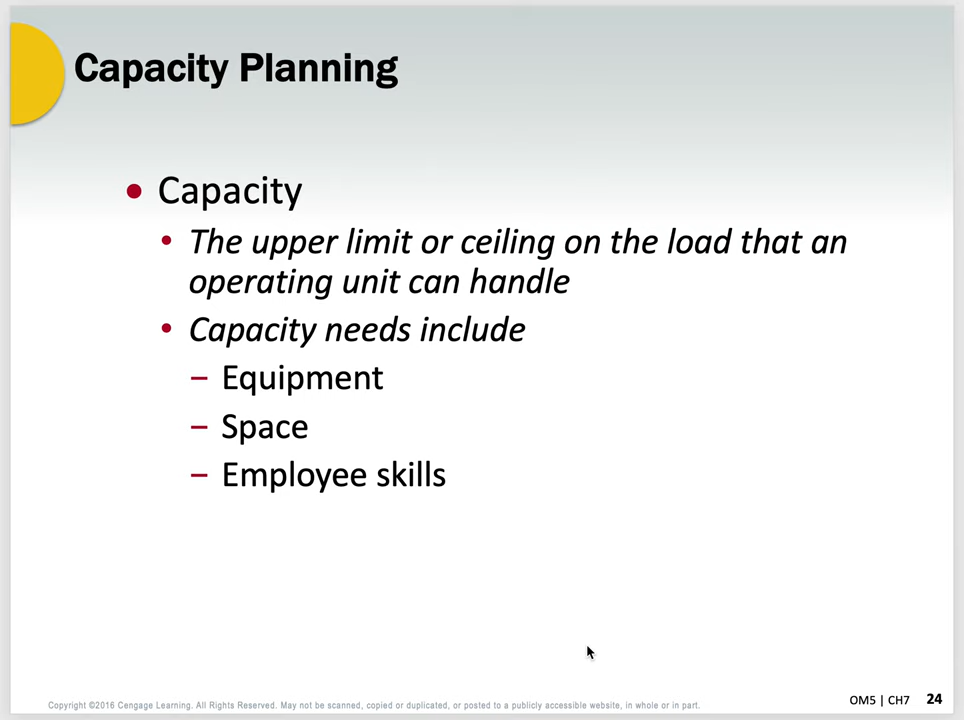 Capacity Planning
• Capacity
• The upper limit or ceiling on the load that an
operating unit can handle
• Capacity needs include
– Equipment
– Space
– Employee skills
Copyright ©2016 Cengage Learning. All Rights Reserved. May not be scanned, copied or duplicated, or posted to a publicly accessible website, in whole or in part.
OM5 | CH7 24